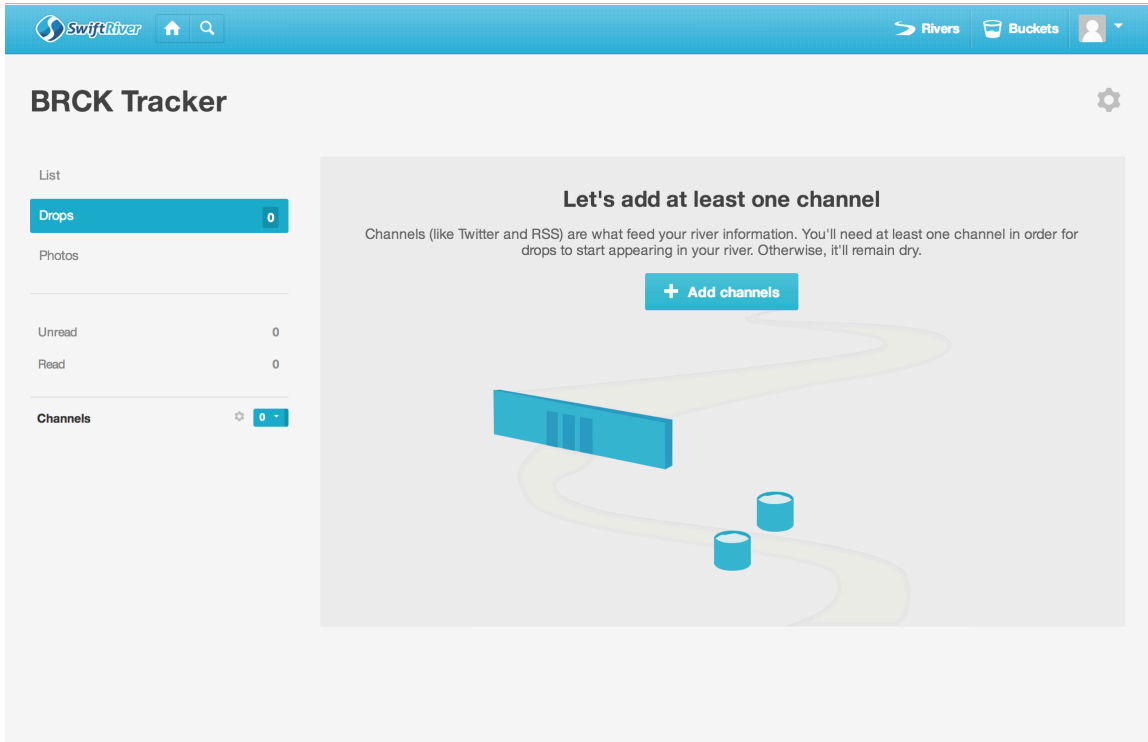 SwiftRiver
Rivers
Buckets
BRCK Tracker
List
Drops 0
Photos
Unread 0
Read 0
Channels 0
Let's add at least one channel
Channels (like Twitter and RSS) are what feed your river information. You'll need at least one channel in order for
drops to start appearing in your river. Otherwise, it'll remain dry.
+ Add channels